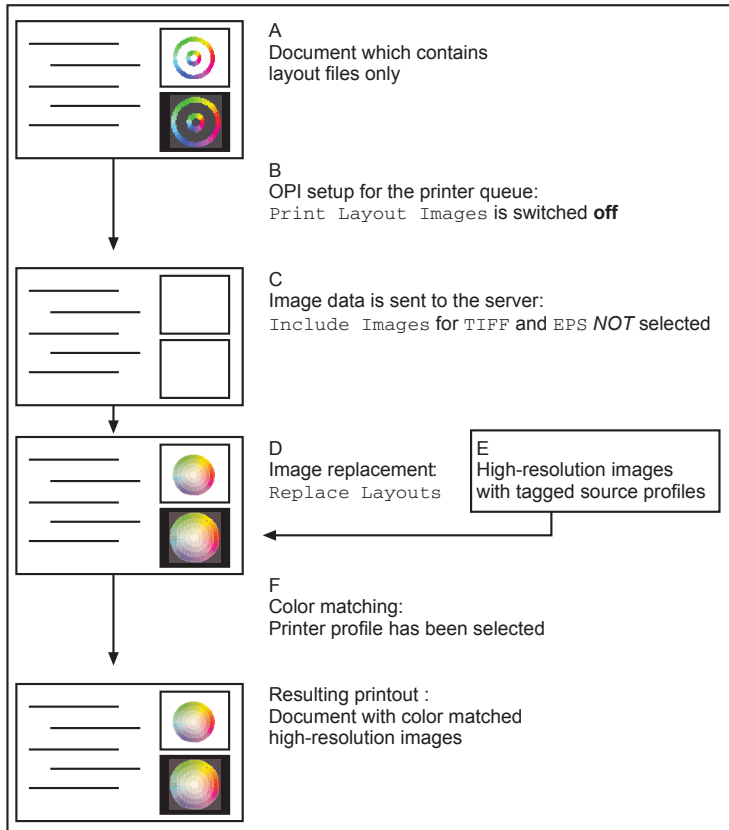 A
Document which contains
layout files only
B
OPI setup for the printer queue:
Print Layout Images is switched off
C
Image data is sent to the server:
Include Images for TIFF and EPS NOT selected
D
Image replacement:
Replace Layouts
E
High-resolution images
with tagged source profiles
F
Color matching:
Printer profile has been selected
Resulting printout :
Document with color matched
high-resolution images